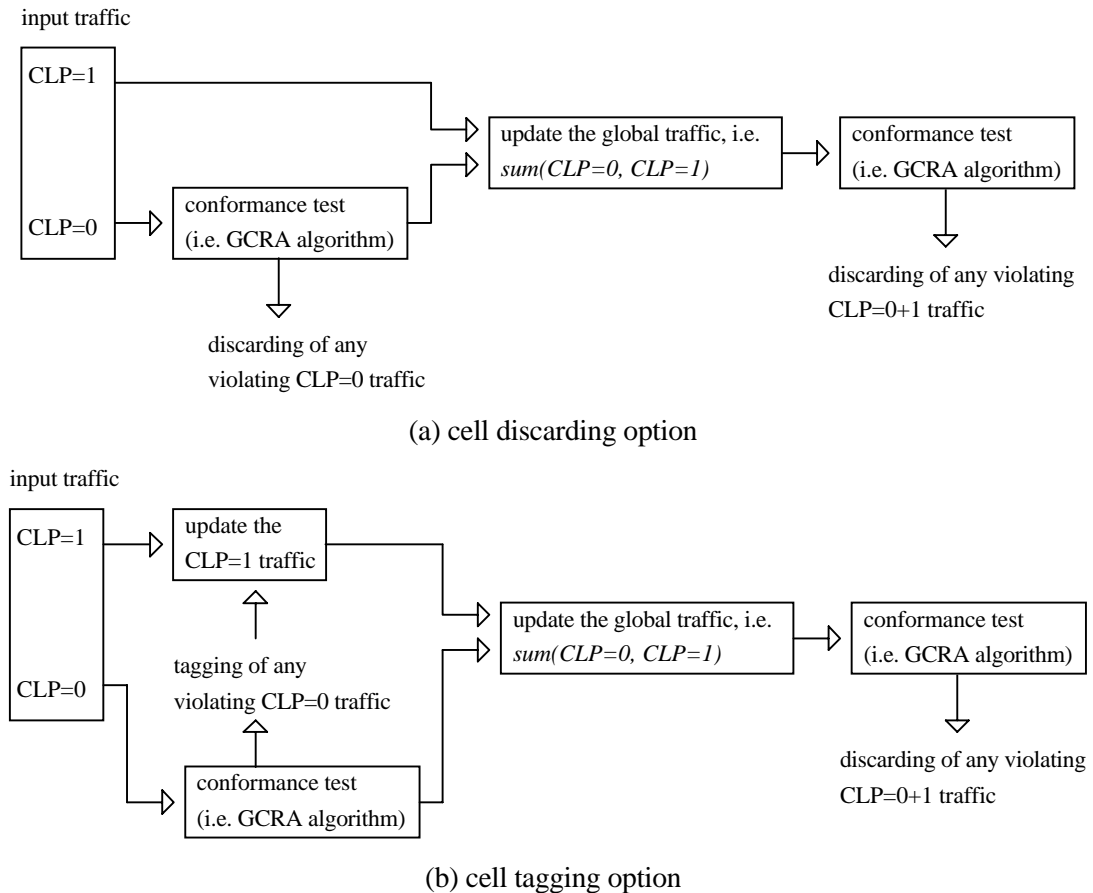 input traffic
CLP=1
update the global traffic, i.e.
sum(CLP=0, CLP=1)
conformance test
(i.e. GCRA algorithm)
CLP=0
conformance test
(i.e. GCRA algorithm)
discarding of any violating
CLP=0+1 traffic
discarding of any
violating CLP=0 traffic
(a) cell discarding option
input traffic
CLP=1
update the
CLP=1 traffic
update the global traffic, i.e.
sum(CLP=0, CLP=1)
conformance test
(i.e. GCRA algorithm)
CLP=0
tagging of any
violating CLP=0 traffic
conformance test
(i.e. GCRA algorithm)
discarding of any violating
CLP=0+1 traffic
(b) cell tagging option